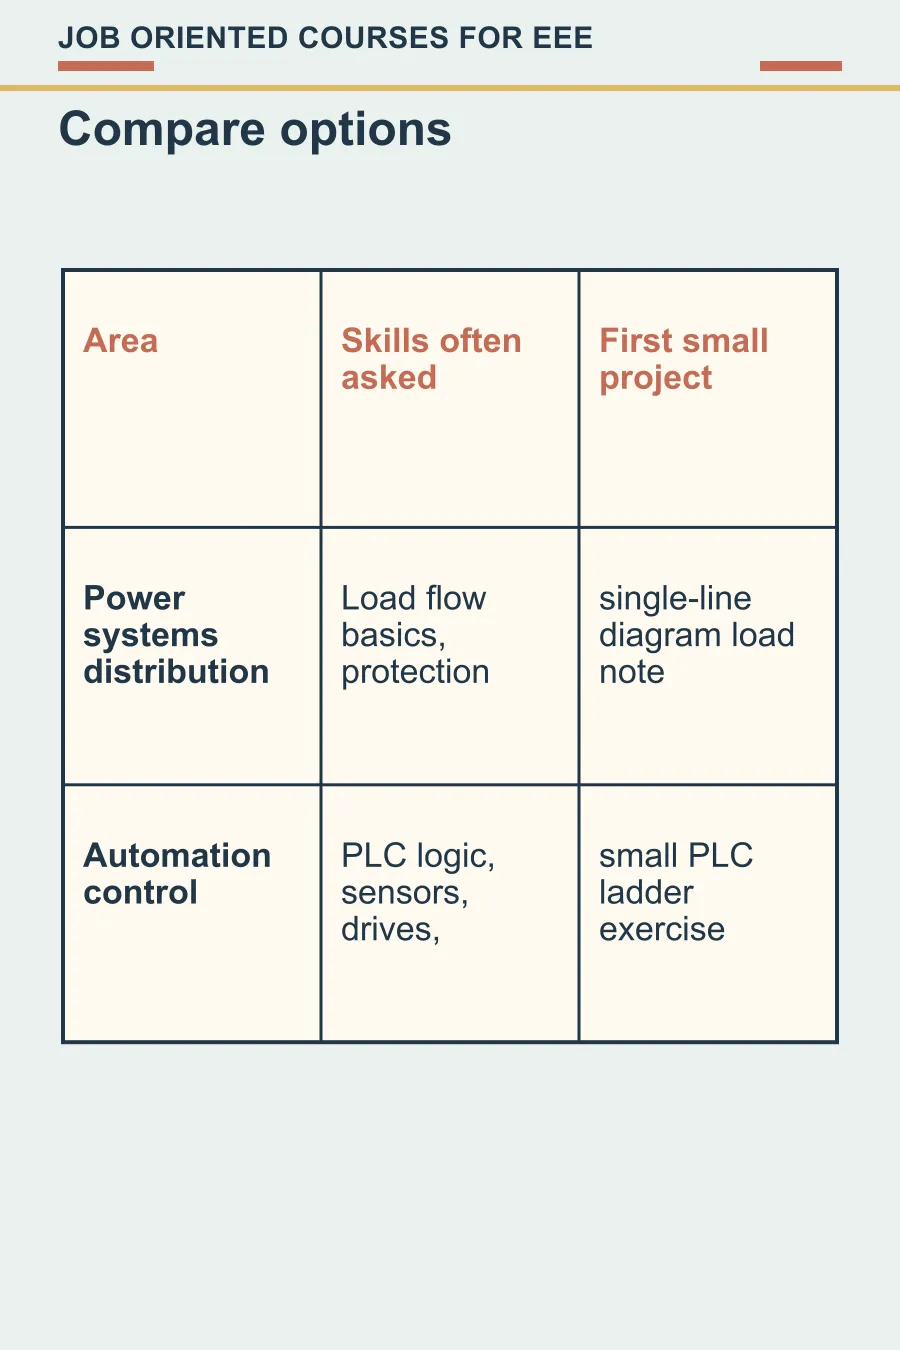 JOB ORIENTED COURSES FOR EEE
Compare options
Area
Skills often
asked
First small
project
Power
systems
distribution
Load flow
basics,
protection
single-line
diagram load
note
Automation
control
PLC logic,
sensors,
drives,
small PLC
ladder
exercise